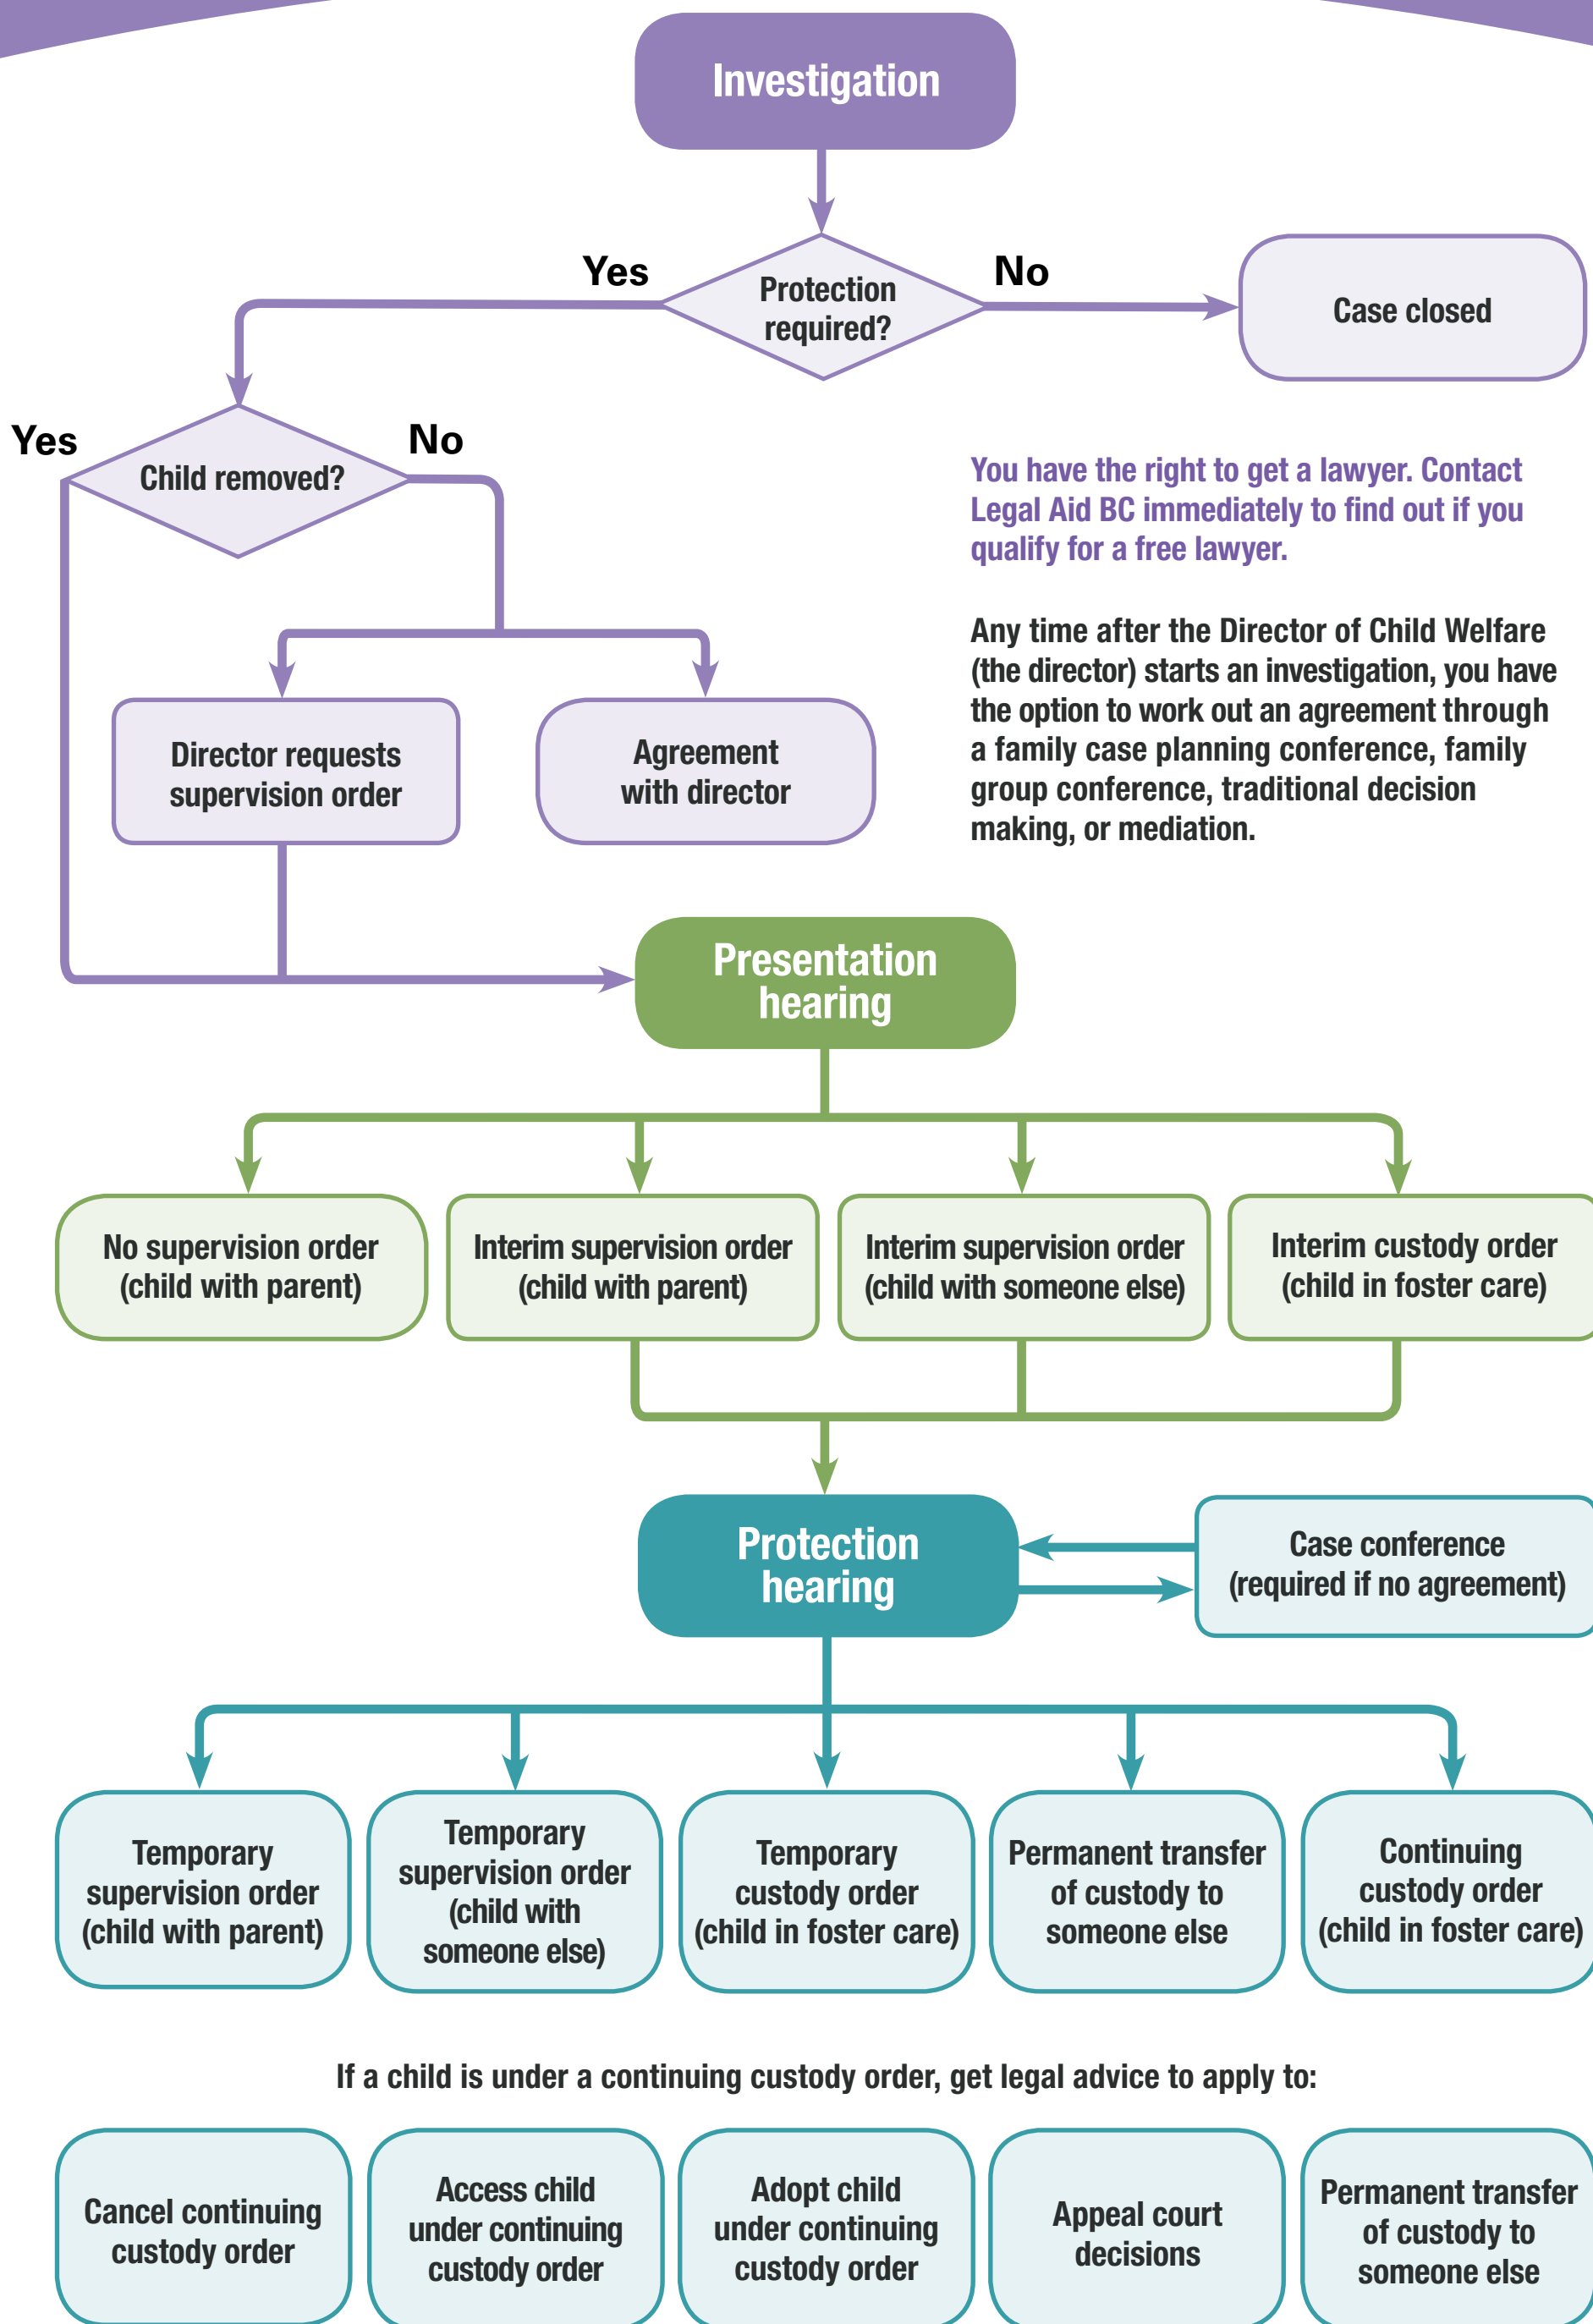 Investigation
Yes
Protection
required?
No
Case closed
Yes
Child removed?
No
You have the right to get a lawyer. Contact
Legal Aid BC immediately to find out if you
qualify for a free lawyer.
Any time after the Director of Child Welfare
(the director) starts an investigation, you have
the option to work out an agreement through
a family case planning conference, family
group conference, traditional decision
making, or mediation.
Director requests
supervision order
Agreement
with director
Presentation
hearing
No supervision order
(child with parent)
Interim supervision order
(child with parent)
Interim supervision order
(child with someone else)
Interim custody order
(child in foster care)
Protection
hearing
Case conference
(required if no agreement)
Temporary
supervision order
(child with parent)
Temporary
supervision order
(child with
someone else)
Temporary
custody order
(child in foster care)
Permanent transfer
of custody to
someone else
Continuing
custody order
(child in foster care)
If a child is under a continuing custody order, get legal advice to apply to:
Cancel continuing
custody order
Access child
under continuing
custody order
Adopt child
under continuing
custody order
Appeal court
decisions
Permanent transfer
of custody to
someone else